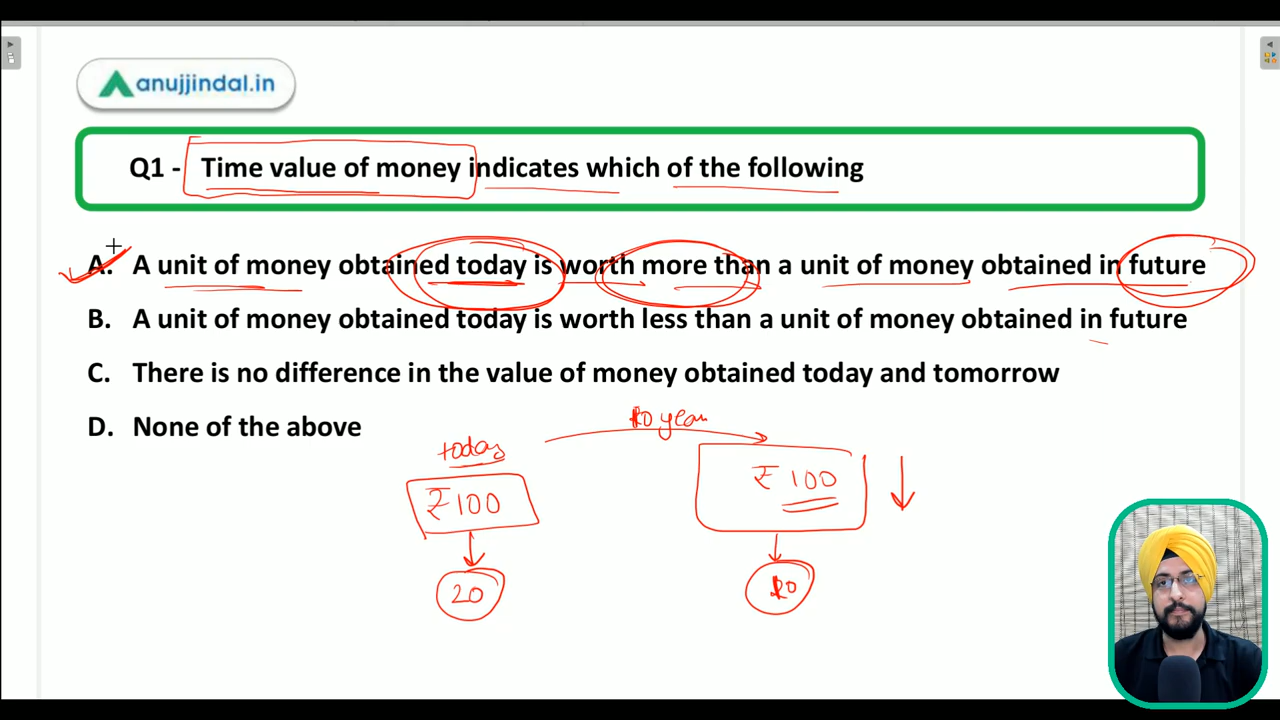 anujjindal.in
Q1 - Time value of money indicates which of the following
A. A unit of money obtained today is worth more than a unit of money obtained in future
B. A unit of money obtained today is worth less than a unit of money obtained in future
C. There is no difference in the value of money obtained today and tomorrow
D. None of the above
10 year
today
₹100
₹100
20
10